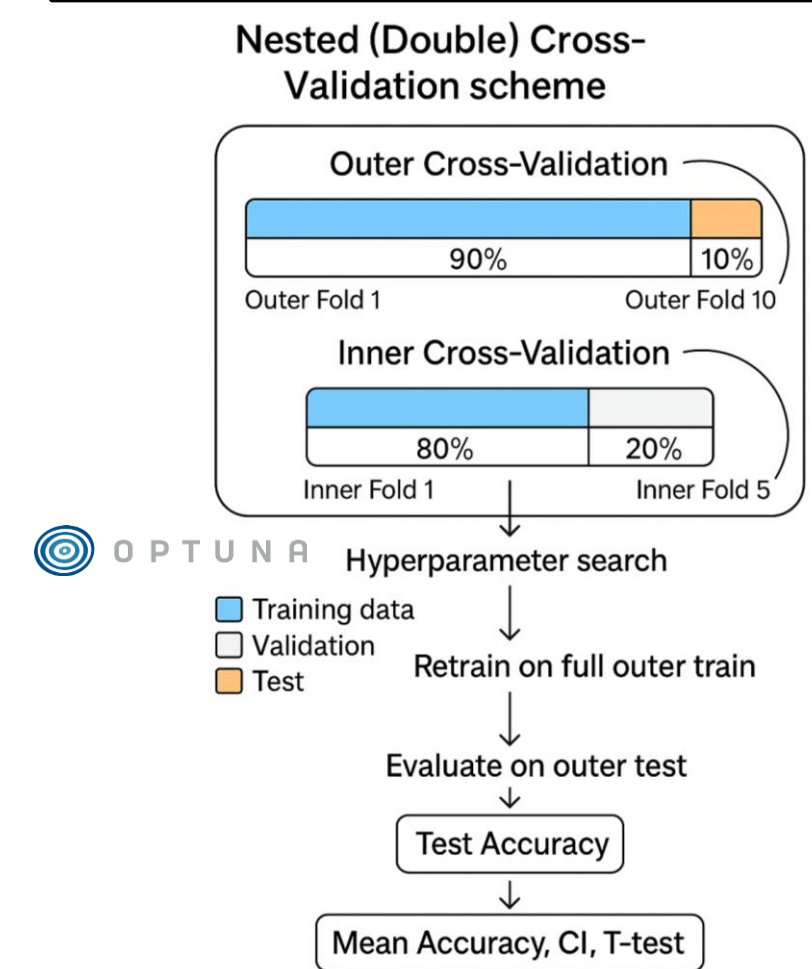 Nested (Double) Cross-
Validation scheme
Outer Cross-Validation
90%
10%
Outer Fold 1
Outer Fold 10
Inner Cross-Validation
80%
20%
Inner Fold 1
Inner Fold 5
OPTUNA
Hyperparameter search
Training data
Validation
Test
Retrain on full outer train
Evaluate on outer test
Test Accuracy
Mean Accuracy, CI, T-test